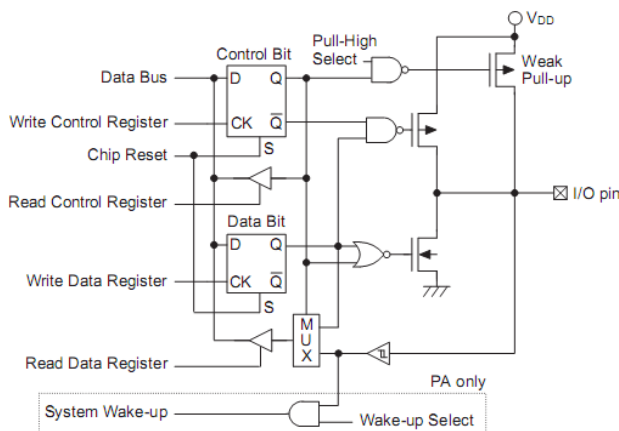 VDD
Control Bit
Pull-High
Select
Weak
Pull-up
Data Bus
D
Q
Write Control Register
CK
Q̅
Chip Reset
S
I/O pin
Read Control Register
Data Bit
D
Q
Write Data Register
CK
Q̅
S
M
U
X
Read Data Register
PA only
System Wake-up
Wake-up Select